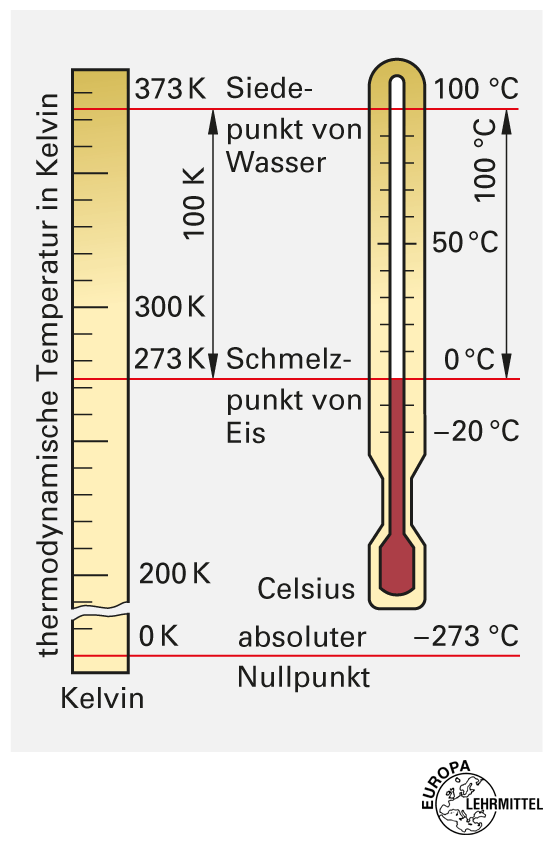 thermodynamische Temperatur in Kelvin
373 K Siede- 100 °C
punkt von
Wasser
100 K
100 °C
50 °C
300 K
273 K Schmelz- 0 °C
punkt von
Eis
–20 °C
200 K
Celsius
0 K absoluter –273 °C
Nullpunkt
Kelvin
EUROPA
LEHRMITTEL